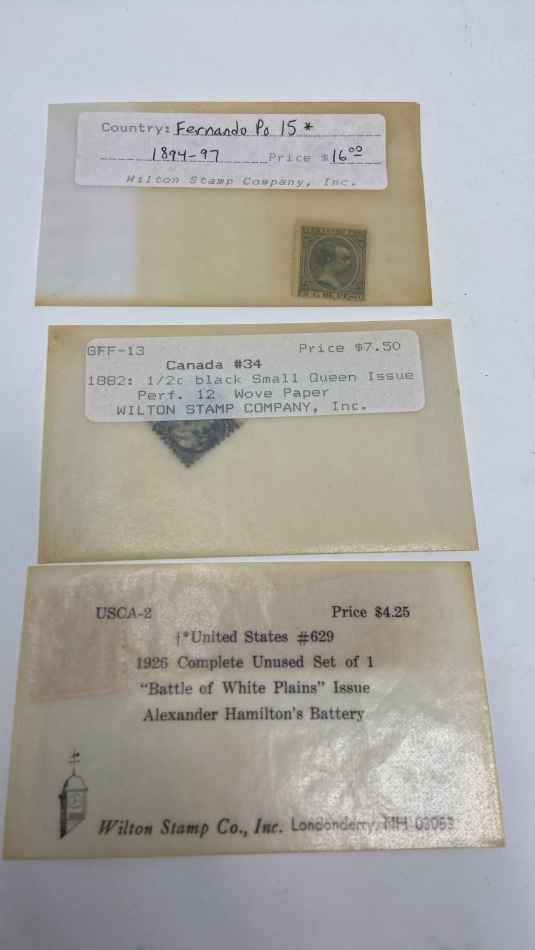 Country: Fernando Po 15*
1894-97 Price $16.00
Wilton Stamp Company, Inc.
GFF-13 Price $7.50
Canada #34
1882: 1/2c black Small Queen Issue
Perf. 12 Wove Paper
WILTON STAMP COMPANY, Inc.
USCA-2 Price $4.25
†*United States #629
1926 Complete Unused Set of 1
"Battle of White Plains" Issue
Alexander Hamilton's Battery
Wilton Stamp Co., Inc. Londonderry, NH 03053